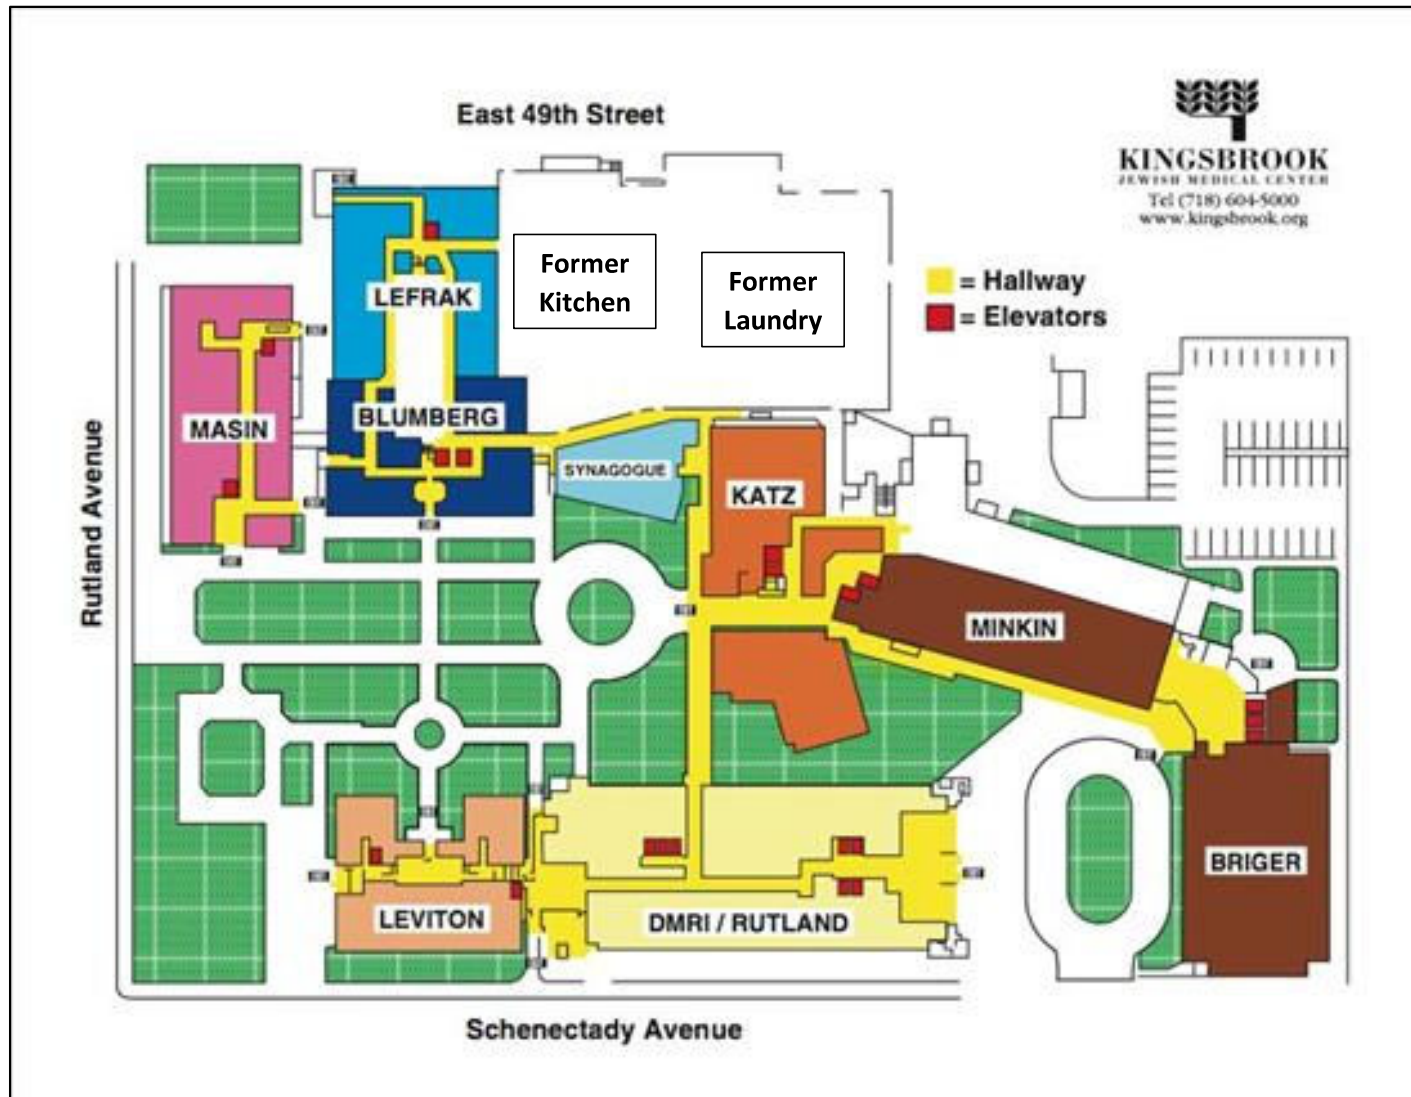 East 49th Street
KINGSBROOK
JEWISH MEDICAL CENTER
Tel (718) 604-5000
www.kingsbrook.org
Former
Kitchen
Former
Laundry
= Hallway
= Elevators
LEFRAK
MASIN
BLUMBERG
SYNAGOGUE
KATZ
Rutland Avenue
MINKIN
BRIGER
LEVITON
DMRI / RUTLAND
Schenectady Avenue